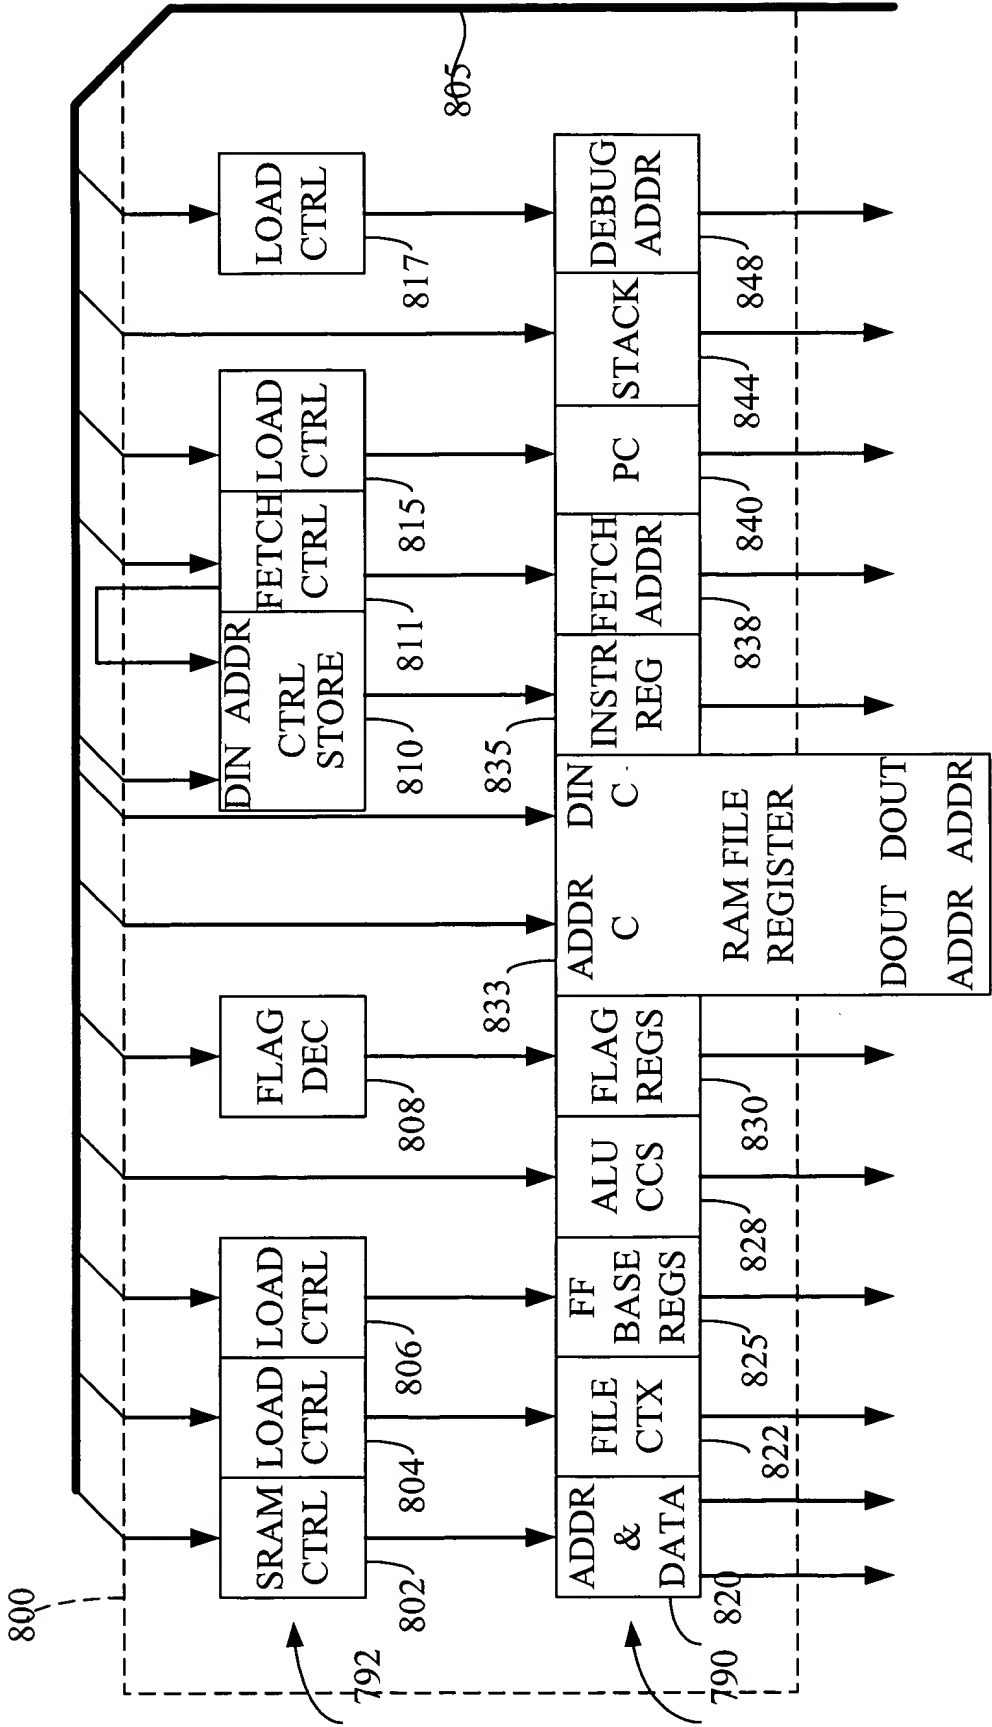 800
805
792
SRAM
CTRL
802
LOAD
CTRL
804
LOAD
CTRL
806
FLAG
DEC
808
DIN ADDR
CTRL
STORE
810
FETCH
CTRL
811
LOAD
CTRL
815
LOAD
CTRL
817
790
ADDR
&
DATA
820
FILE
CTX
822
FF
BASE
REGS
825
ALU
CCS
828
FLAG
REGS
830
833
ADDR DIN
C C
RAM FILE
REGISTER
DOUT DOUT
ADDR ADDR
835
INSTR
REG
FETCH
ADDR
838
PC
840
STACK
844
DEBUG
ADDR
848